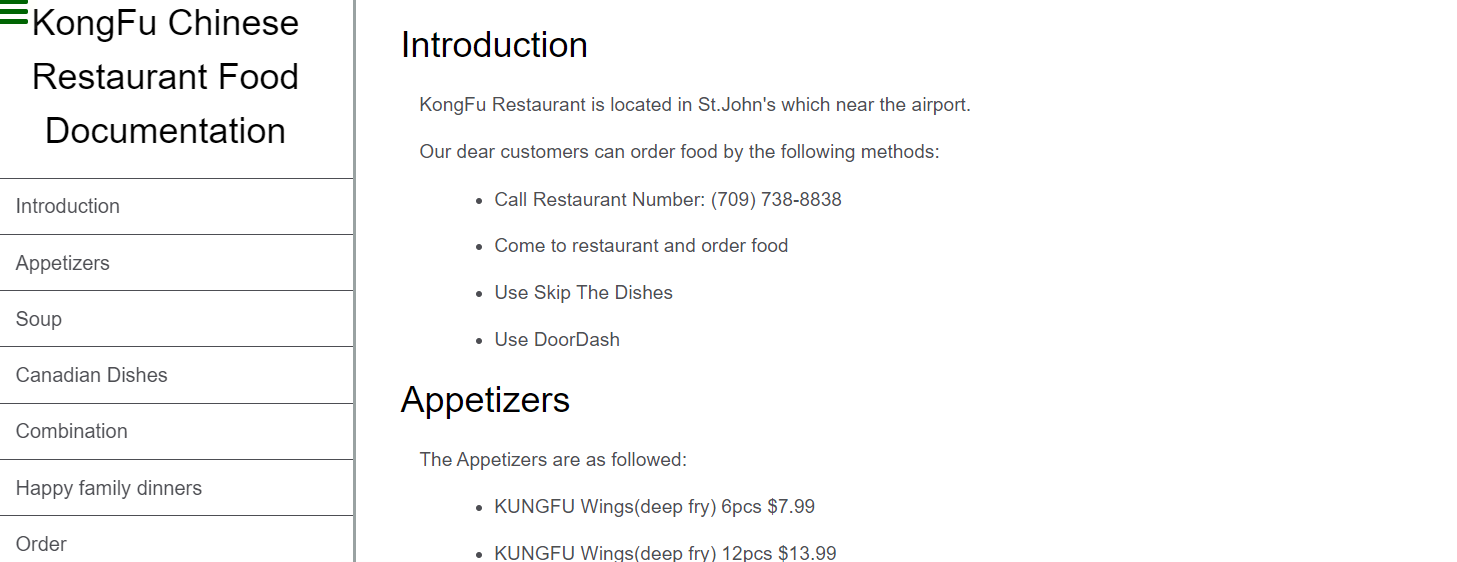 KongFu Chinese
Restaurant Food
Documentation
Introduction
Appetizers
Soup
Canadian Dishes
Combination
Happy family dinners
Order
Introduction
KongFu Restaurant is located in St.John's which near the airport.
Our dear customers can order food by the following methods:
Call Restaurant Number: (709) 738-8838
Come to restaurant and order food
Use Skip The Dishes
Use DoorDash
Appetizers
The Appetizers are as followed:
KUNGFU Wings(deep fry) 6pcs $7.99
KUNGFU Wings(deep fry) 12pcs $13.99